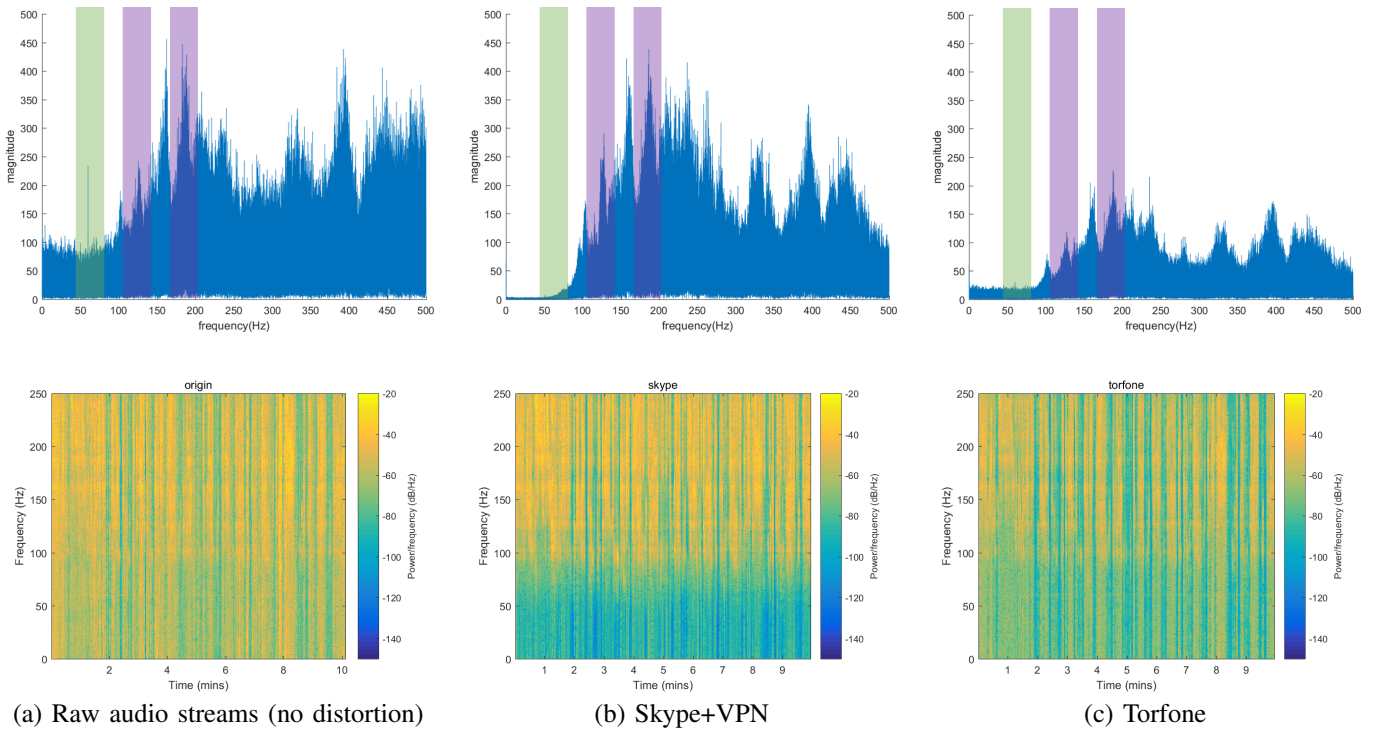 500
450
400
350
300
250
200
150
100
50
0
magnitude
0 50 100 150 200 250 300 350 400 450 500
frequency(Hz)
500
450
400
350
300
250
200
150
100
50
0
magnitude
0 50 100 150 200 250 300 350 400 450 500
frequency(Hz)
500
450
400
350
300
250
200
150
100
50
0
magnitude
0 50 100 150 200 250 300 350 400 450 500
frequency(Hz)
origin
250
200
150
100
50
0
Frequency (Hz)
2 4 6 8 10
Time (mins)
-20
-40
-60
-80
-100
-120
-140
Power/frequency (dB/Hz)
skype
250
200
150
100
50
0
Frequency (Hz)
1 2 3 4 5 6 7 8 9
Time (mins)
-20
-40
-60
-80
-100
-120
-140
Power/frequency (dB/Hz)
torfone
250
200
150
100
50
0
Frequency (Hz)
1 2 3 4 5 6 7 8 9
Time (mins)
-20
-40
-60
-80
-100
-120
-140
Power/frequency (dB/Hz)
(a) Raw audio streams (no distortion)
(b) Skype+VPN
(c) Torfone